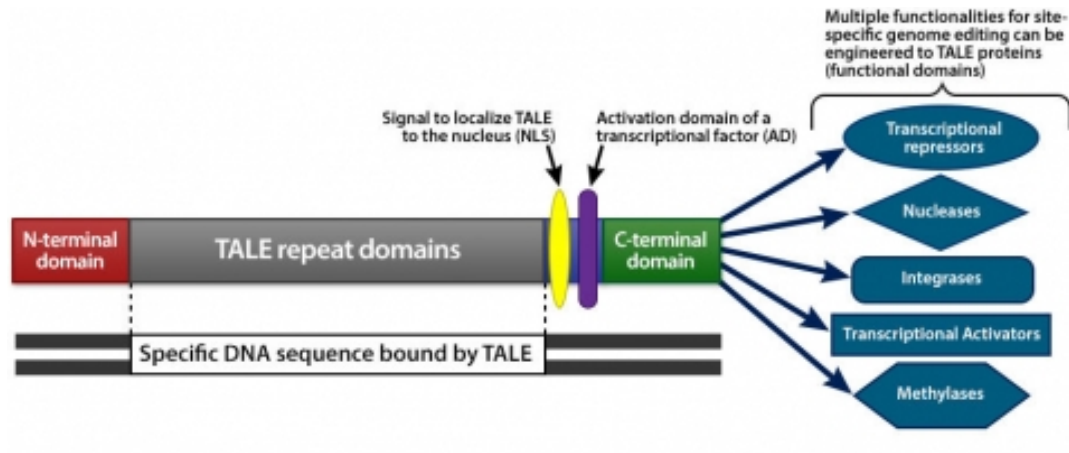 Multiple functionalities for site-
specific genome editing can be
engineered to TALE proteins
(functional domains)
Signal to localize TALE
to the nucleus (NLS)
Activation domain of a
transcriptional factor (AD)
Transcriptional
repressors
Nucleases
N-terminal
domain
TALE repeat domains
C-terminal
domain
Integrases
Transcriptional Activators
Specific DNA sequence bound by TALE
Methylases